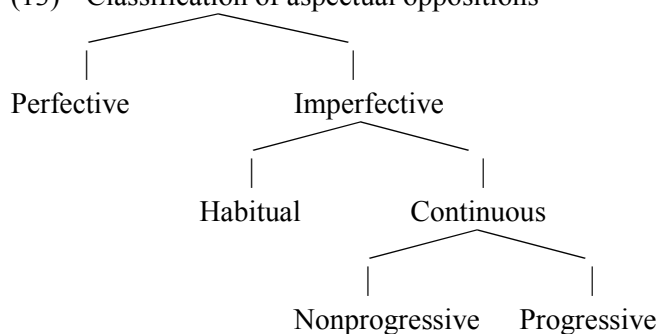 (15) Classification of aspectual oppositions
Perfective Imperfective
Habitual Continuous
Nonprogressive Progressive